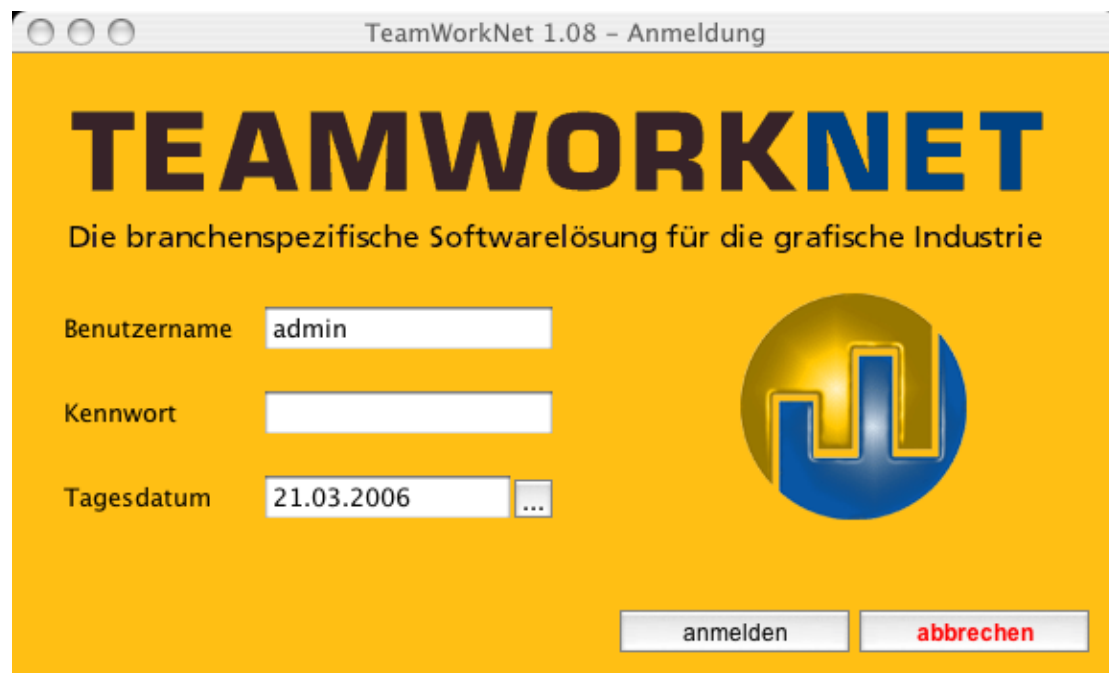 TeamWorkNet 1.08 – Anmeldung
TEAMWORKNET
Die branchenspezifische Softwarelösung für die grafische Industrie
Benutzername admin
Kennwort
Tagesdatum 21.03.2006 ...
anmelden abbrechen